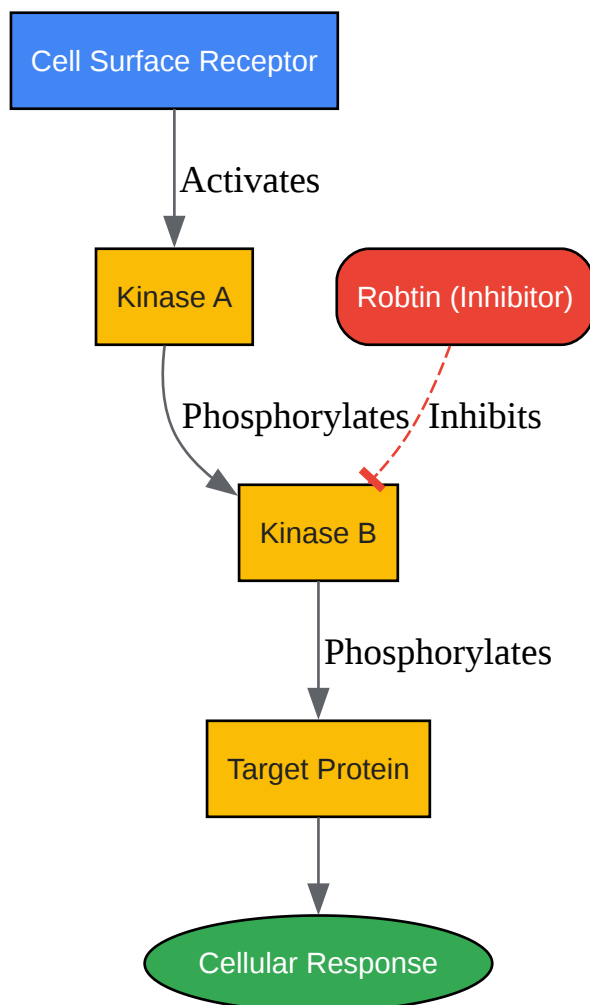 Cell Surface Receptor
Activates
Kinase A
Robtin (Inhibitor)
Phosphorylates
Inhibits
Kinase B
Phosphorylates
Target Protein
Cellular Response